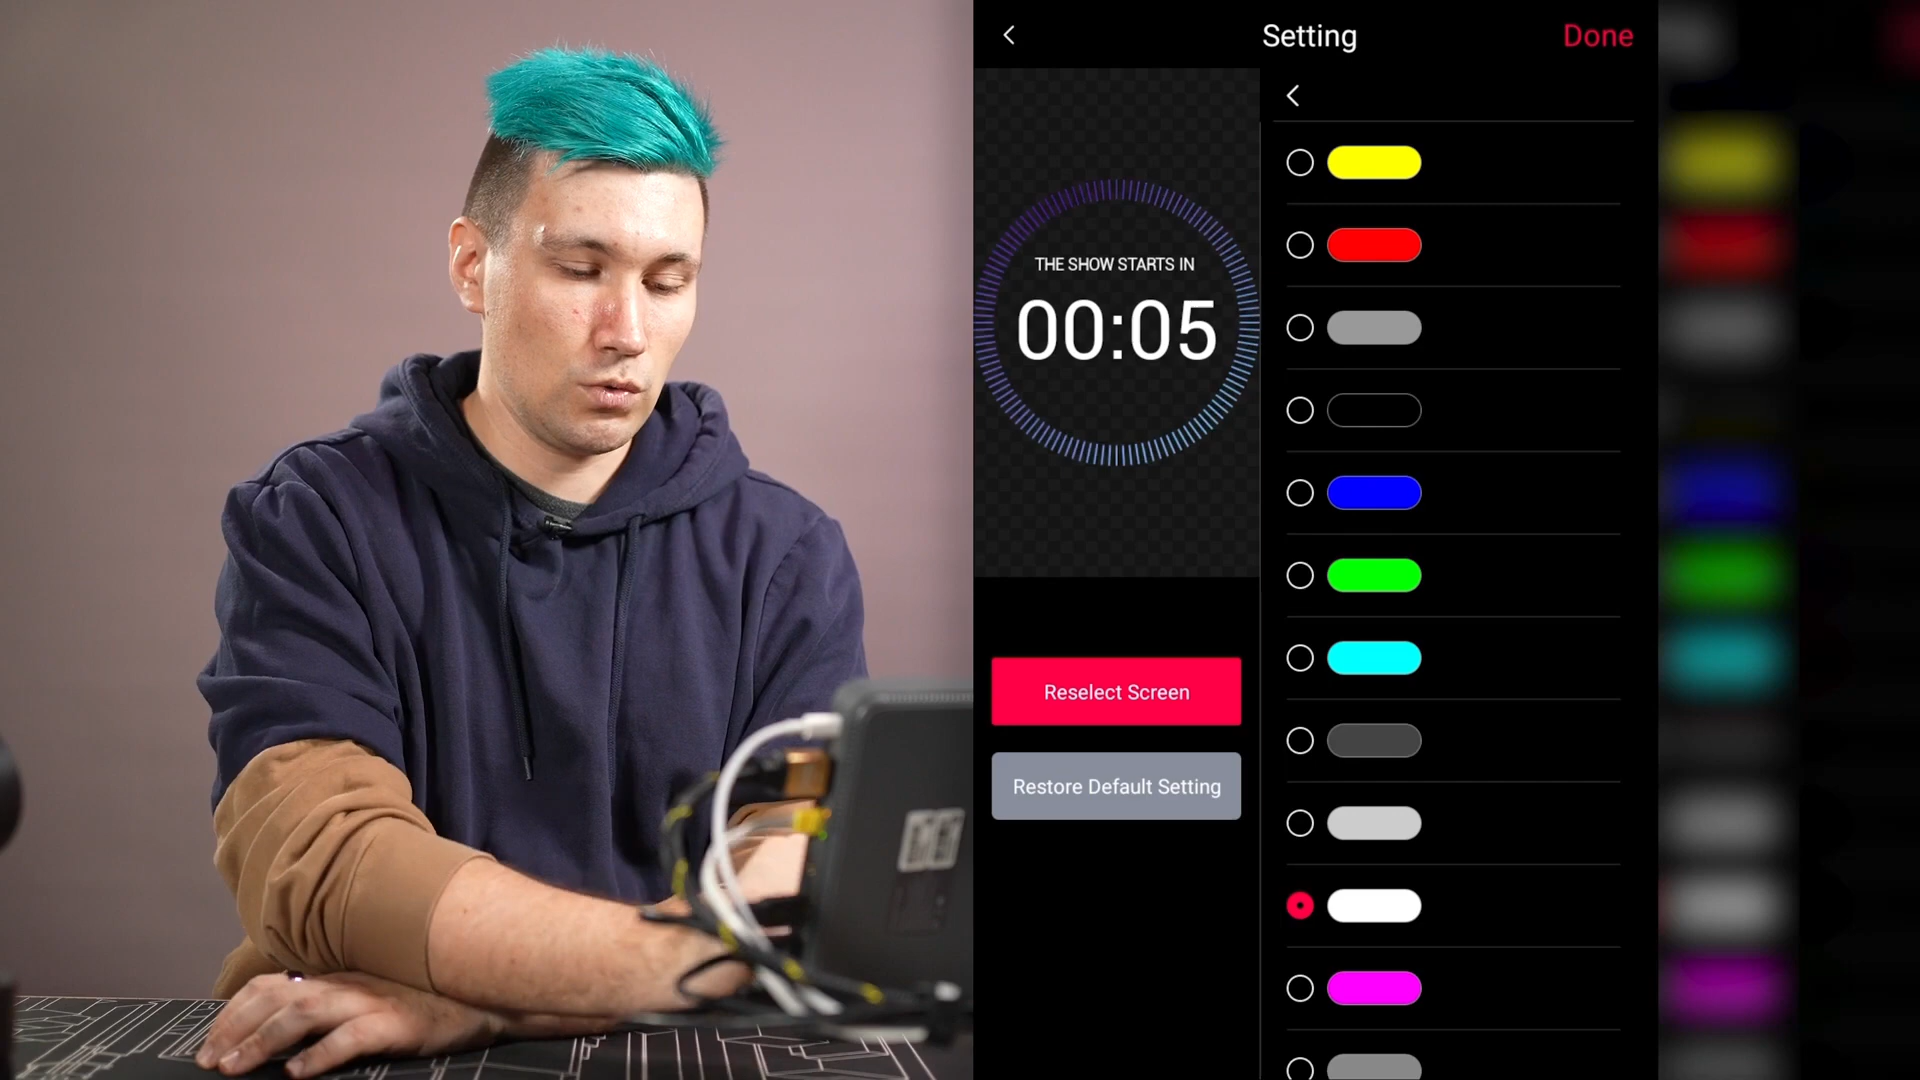 Setting
Done
THE SHOW STARTS IN
00:05
Reselect Screen
Restore Default Setting